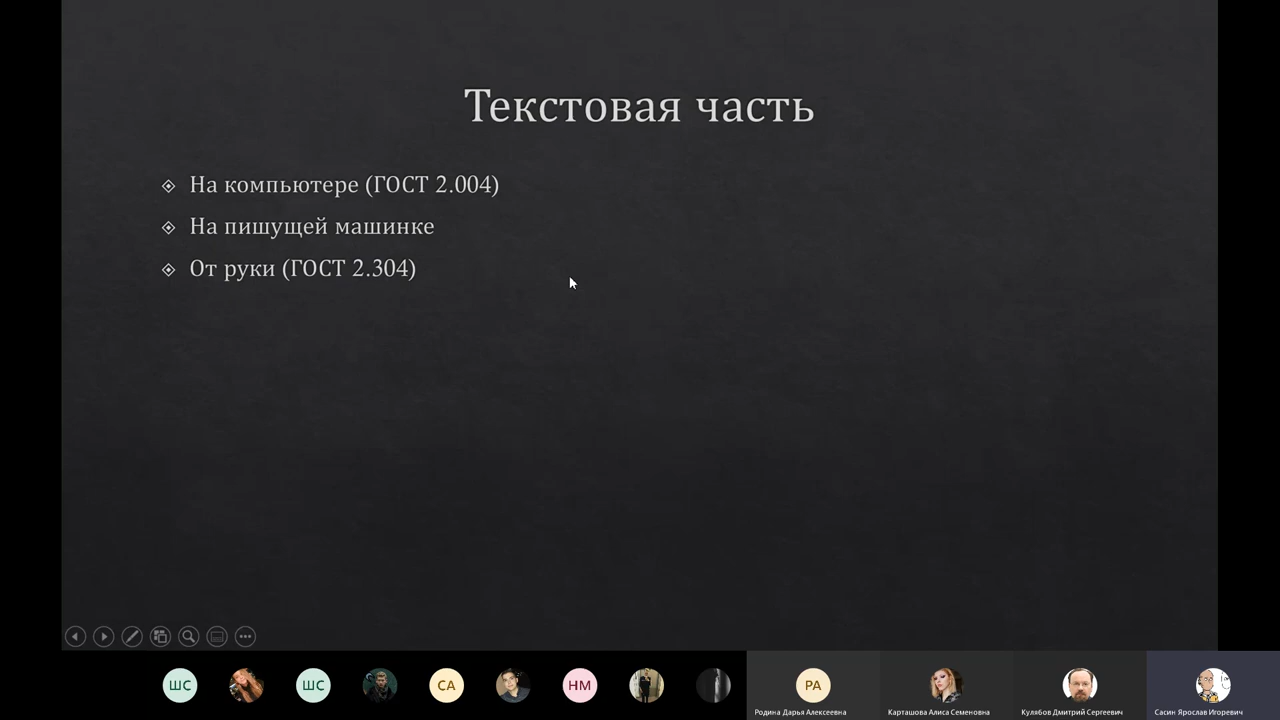 Текстовая часть
На компьютере (ГОСТ 2.004)
На пишущей машинке
От руки (ГОСТ 2.304)
ШС
ШС
СА
НМ
РА
Родина Дарья Алексеевна
Карташова Алиса Семеновна
Кулябов Дмитрий Сергеевич
Сасин Ярослав Игоревич